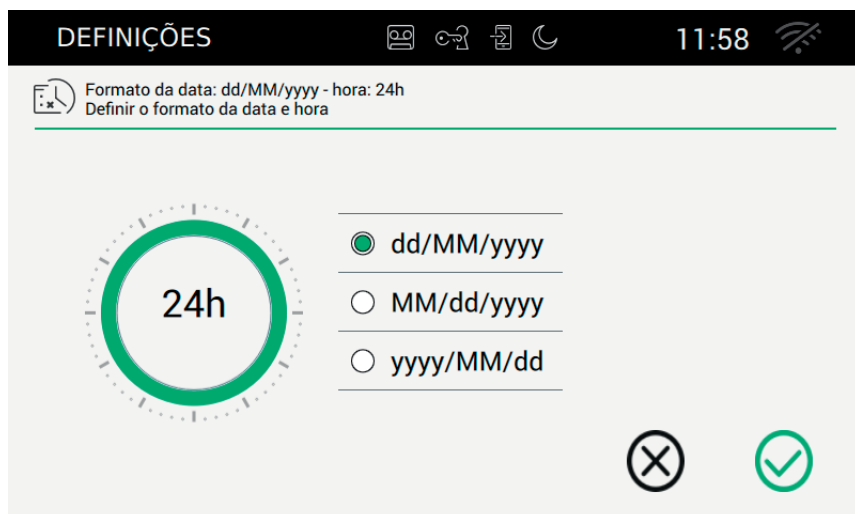 DEFINIÇÕES
11:58
Formato da data: dd/MM/yyyy - hora: 24h
Definir o formato da data e hora
24h
dd/MM/yyyy
MM/dd/yyyy
yyyy/MM/dd